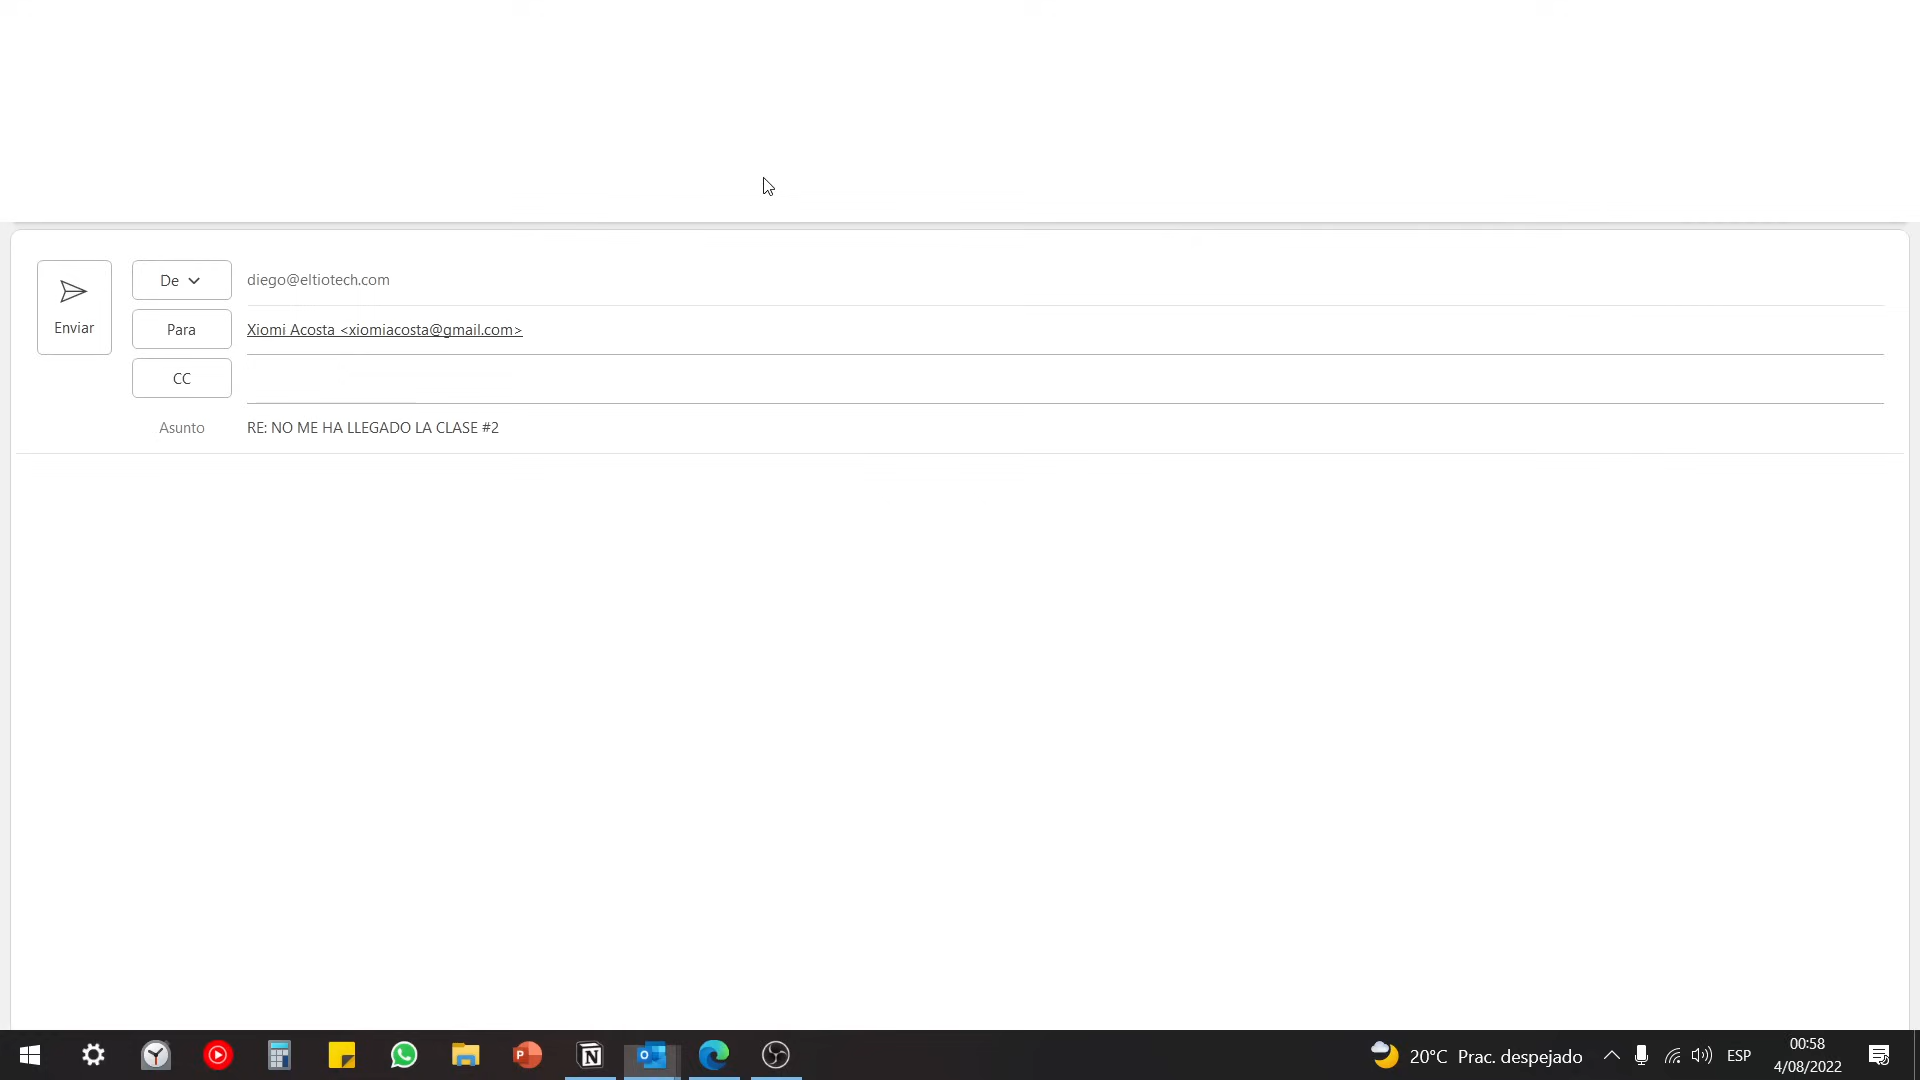 De
diego@eltiotech.com
Enviar
Para
Xiomi Acosta <xiomiacosta@gmail.com>
CC
Asunto
RE: NO ME HA LLEGADO LA CLASE #2
20°C Prac. despejado
ESP
00:58
4/08/2022